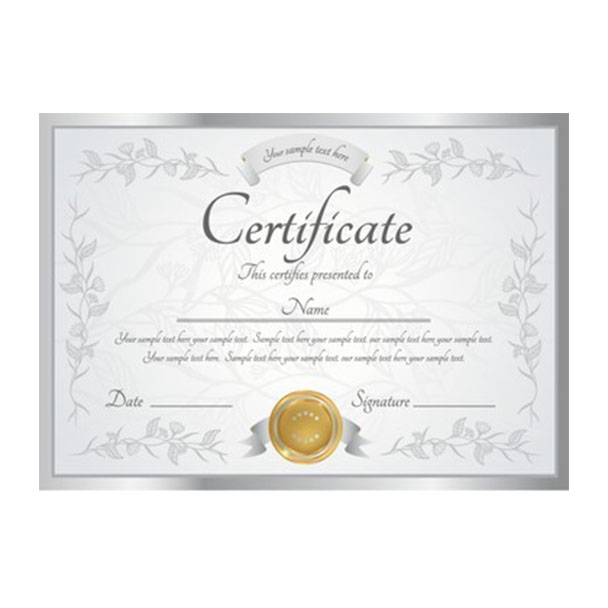 Your sample text here
Certificate
This certifies presented to
Name
Your sample text here your sample text. Sample text here your sample text, our sample text here your sample text.
Your sample text here. Sample text here your sample text, our sample text here your sample text.
Date Signature